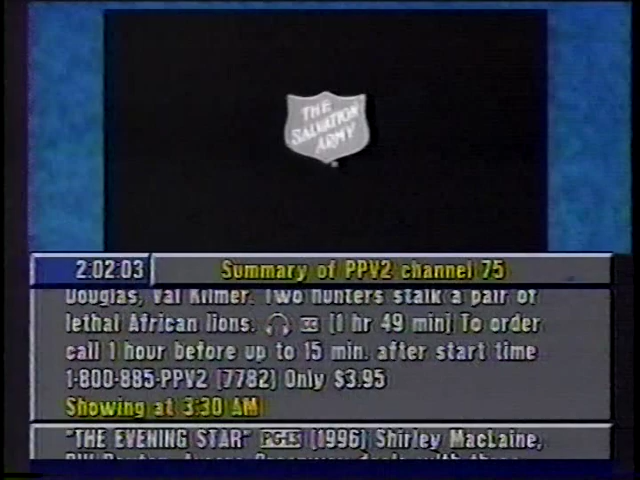 THE
SALVATION
ARMY
2:02:03
Summary of PPV2 channel 75
Douglas, Val Kilmer. Two hunters stalk a pair of
lethal African lions. CC [1 hr 49 min] To order
call 1 hour before up to 15 min. after start time
1-800-885-PPV2 [7782] Only $3.95
Showing at 3:30 AM
"THE EVENING STAR" PG13 (1996) Shirley MacLaine,